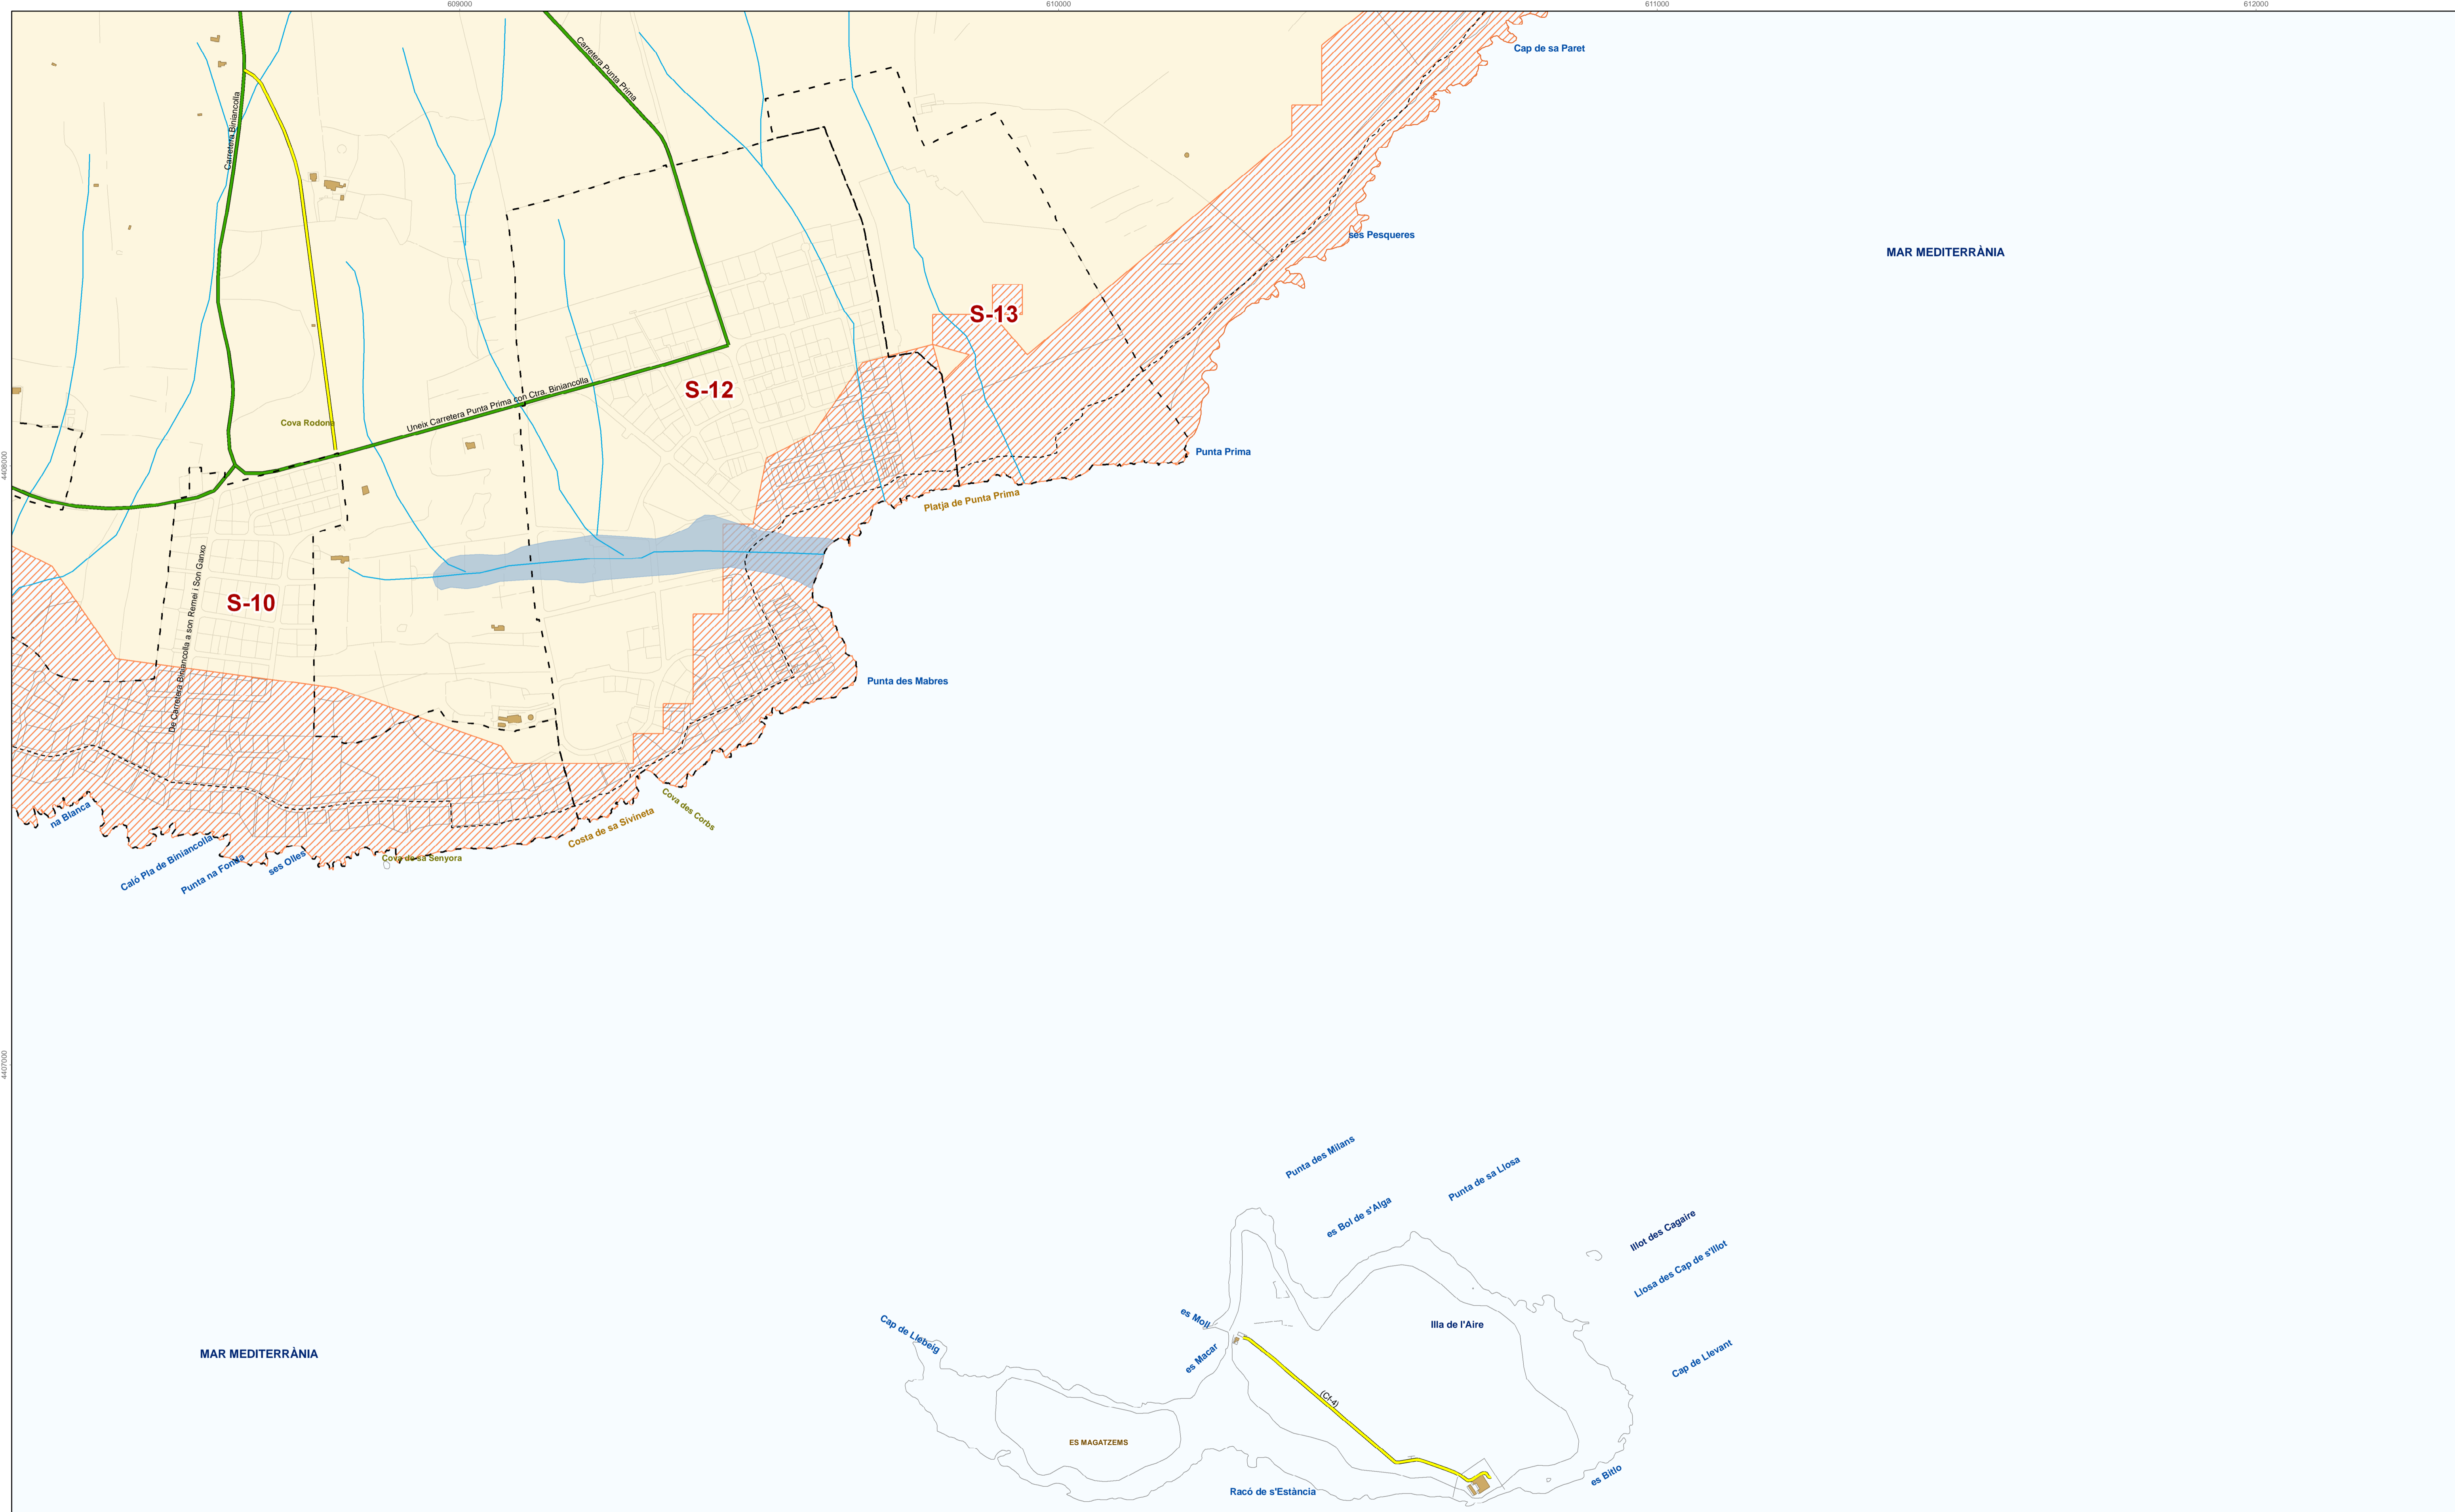 609000
610000
611000
612000
Cap de sa Paret
Carretera Punta Prima
Carretera Biniancolla
ses Pesqueres
MAR MEDITERRÀNIA
S-13
S-12
Uneix Carretera Punta Prima con Ctra. Biniancolla
Cova Rodona
4408000
Punta Prima
Platja de Punta Prima
S-10
De Carretera Biniancolla a son Remei i Son Ganxo
Punta des Mabres
na Blanca
Cova des Corbs
Costa de sa Sivineta
Caló Pla de Biniancolla
Punta na Fonda
ses Olles
Cova de sa Senyora
4407000
Punta des Milans
Punta de sa Llosa
es Bol de s'Alga
Illot des Cagaire
Llosa des Cap de s'Illot
es Moll
Cap de Llebeig
Illa de l'Aire
MAR MEDITERRÀNIA
es Macar
Cap de Llevant
(Cf-4)
ES MAGATZEMS
es Bitlo
Racó de s'Estància